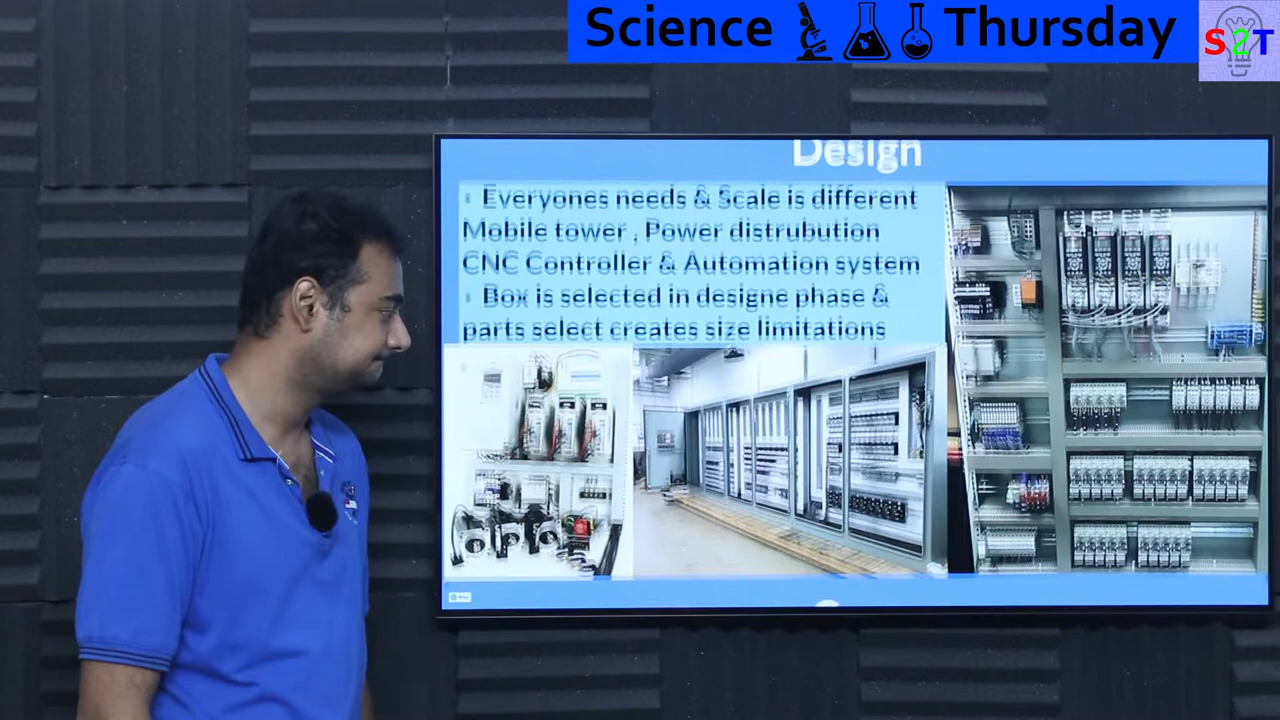 Science Thursday
S2T
Design
Everyones needs & Scale is different
Mobile tower , Power distrubution
CNC Controller & Automation system
Box is selected in designe phase &
parts select creates size limitations